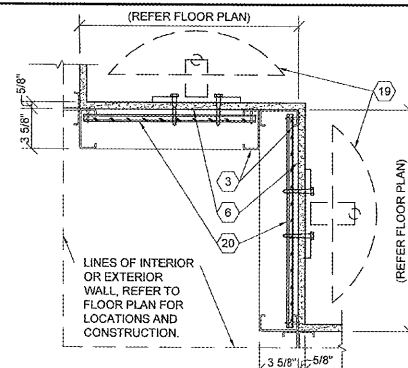 (REFER FLOOR PLAN)
19
5/8"
3 5/8"
3
6
20
(REFER FLOOR PLAN)
LINES OF INTERIOR
OR EXTERIOR
WALL, REFER TO
FLOOR PLAN FOR
LOCATIONS AND
CONSTRUCTION.
3 5/8"
5/8"